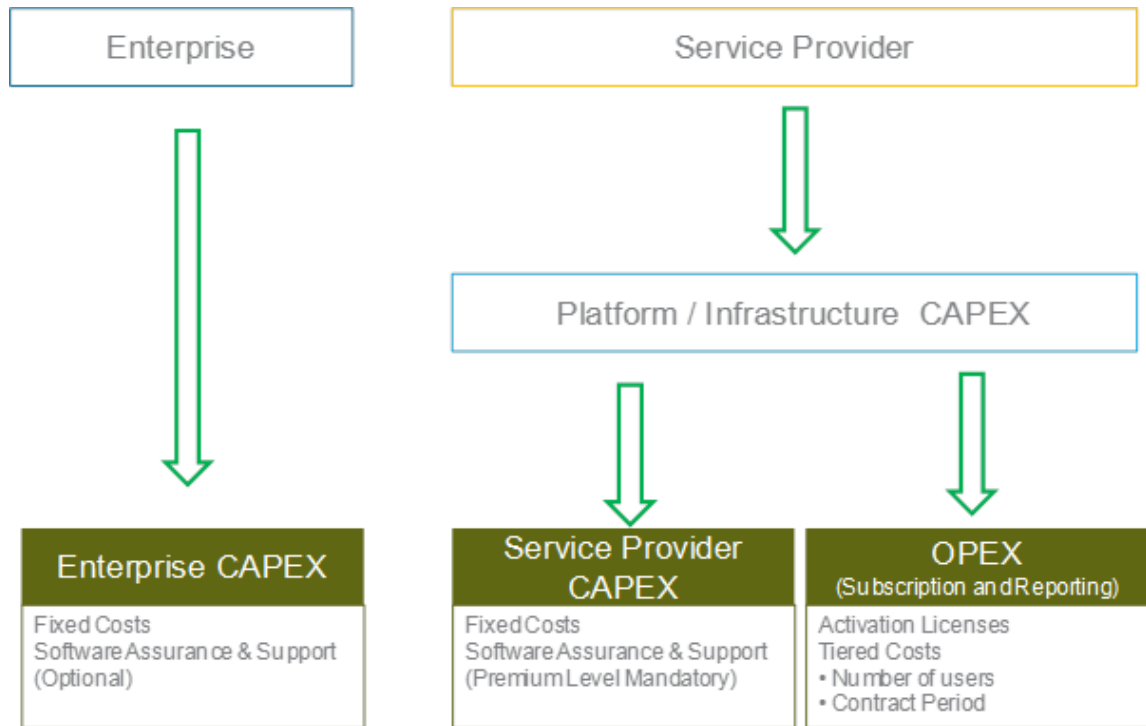 Enterprise
Service Provider
Platform / Infrastructure CAPEX
Enterprise CAPEX
Fixed Costs
Software Assurance & Support
(Optional)
Service Provider
CAPEX
Fixed Costs
Software Assurance & Support
(Premium Level Mandatory)
OPEX
(Subscription and Reporting)
Activation Licenses
Tiered Costs
• Number of users
• Contract Period